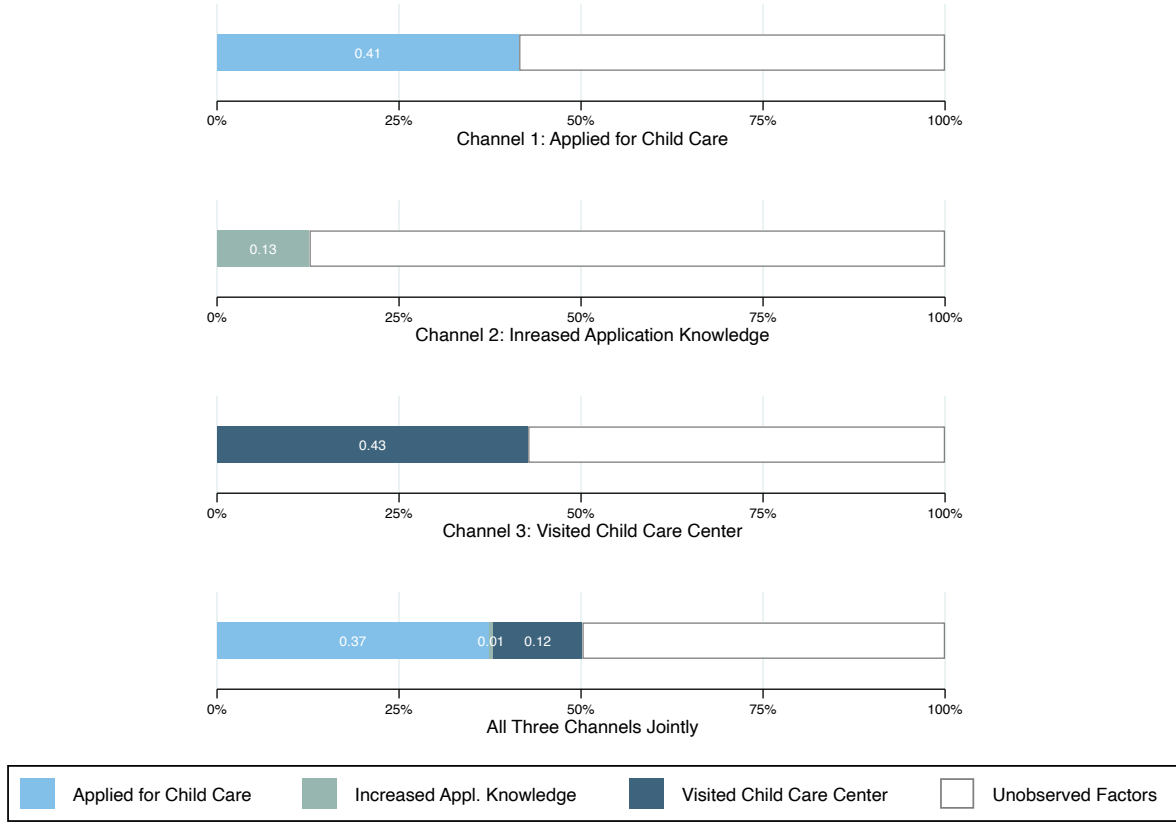 0.41
0% 25% 50% 75% 100%
Channel 1: Applied for Child Care
0.13
0% 25% 50% 75% 100%
Channel 2: Inreased Application Knowledge
0.43
0% 25% 50% 75% 100%
Channel 3: Visited Child Care Center
0.37 0.01 0.12
0% 25% 50% 75% 100%
All Three Channels Jointly
Applied for Child Care Increased Appl. Knowledge Visited Child Care Center Unobserved Factors